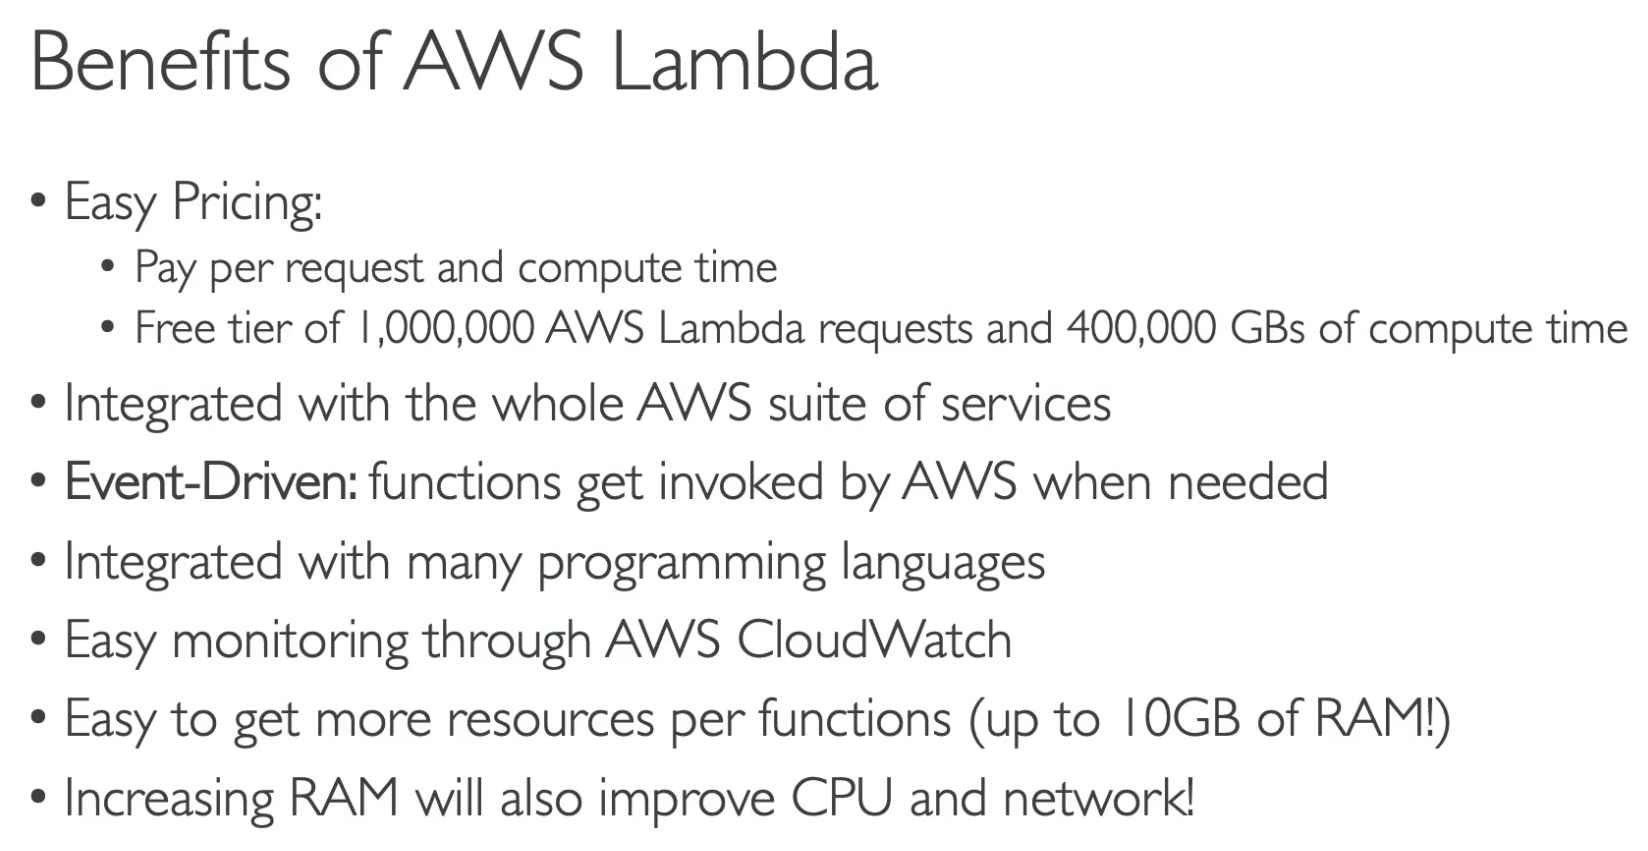 Benefits of AWS Lambda
• Easy Pricing:
• Pay per request and compute time
• Free tier of 1,000,000 AWS Lambda requests and 400,000 GBs of compute time
• Integrated with the whole AWS suite of services
• Event-Driven: functions get invoked by AWS when needed
• Integrated with many programming languages
• Easy monitoring through AWS CloudWatch
• Easy to get more resources per functions (up to 10GB of RAM!)
• Increasing RAM will also improve CPU and network!